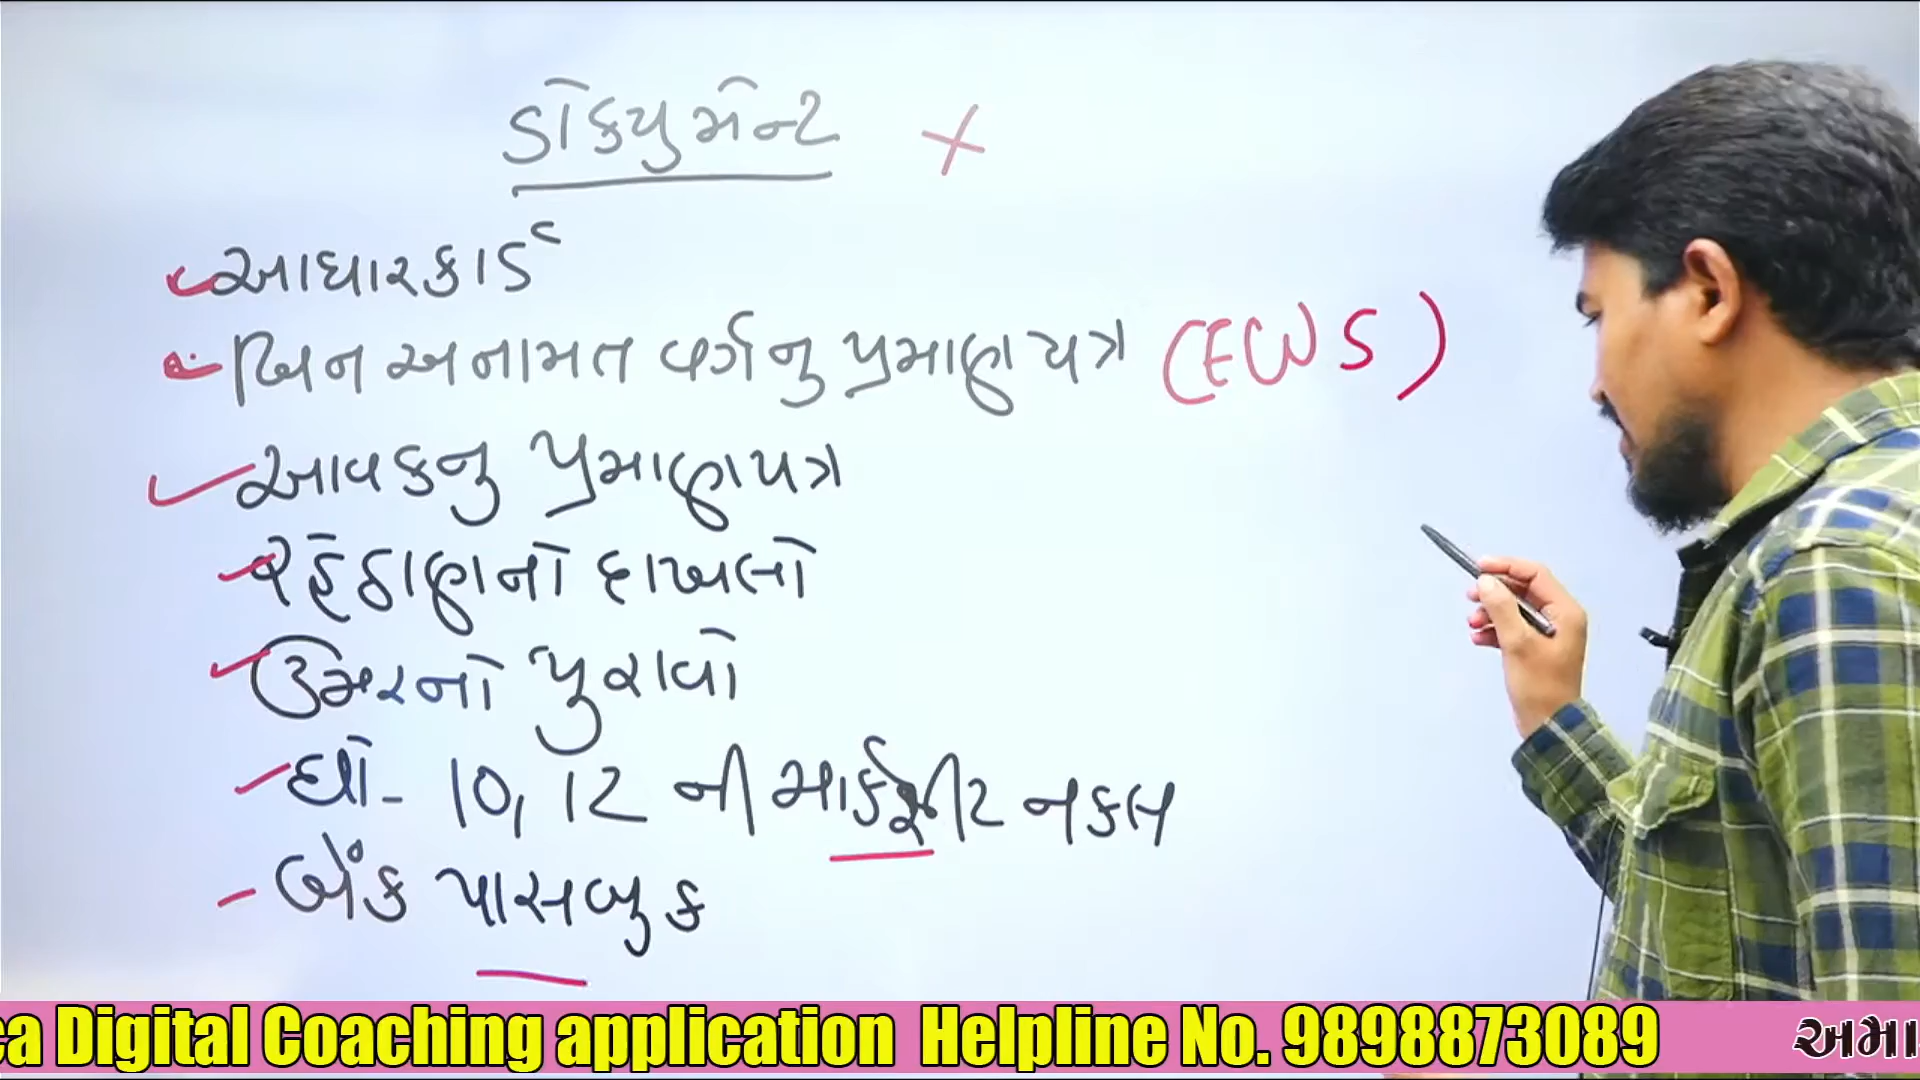 ડોક્યુમેન્ટ
આધારકાર્ડ
બિન અનામત વર્ગનુ પ્રમાણપત્ર (EWS)
આવકનુ પ્રમાણપત્ર
રહેઠાણનો દાખલો
ઉંમરનો પુરાવો
ધો- 10, 12 ની માર્કશીટ નકલ
બેંક પાસબુક
ca Digital Coaching application Helpline No. 9898873089 અમા